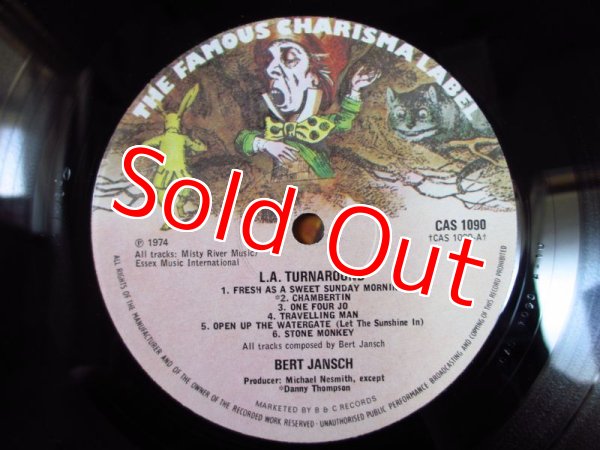 THE FAMOUS CHARISMA LABEL
Sold Out
CAS 1090
†CAS 1090-A†
℗ 1974
All tracks: Misty River Music/
Essex Music International
L.A. TURNAROUND
1. FRESH AS A SWEET SUNDAY MORNIN
*2. CHAMBERTIN
3. ONE FOUR JO
4. TRAVELLING MAN
5. OPEN UP THE WATERGATE (Let The Sunshine In)
6. STONE MONKEY
All tracks composed by Bert Jansch
BERT JANSCH
Producer: Michael Nesmith, except
*Danny Thompson
MARKETED BY B & C RECORDS
ALL RIGHTS OF THE MANUFACTURER AND OF THE OWNER OF THE RECORDED WORK RESERVED · UNAUTHORISED PUBLIC PERFORMANCE BROADCASTING AND COPYING OF THIS RECORD PROHIBITED